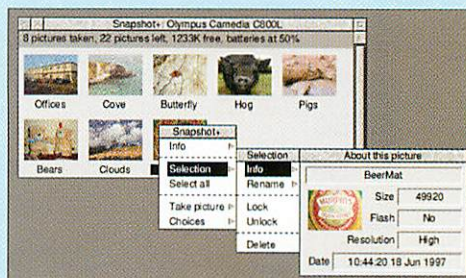 Snapshot+: Olympus Camedia C800L
8 pictures taken, 22 pictures left, 1233K free, batteries at 50%
Offices Cove Butterfly Hog Pigs
Bears Clouds
Snapshot+
Info
Selection
Select all
Take picture
Choices
Selection
Info
Rename
Lock
Unlock
Delete
About this picture
BeerMat
MURPHY'S
Size 49920
Flash No
Resolution High
Date 10:44:20 18 Jun 1997